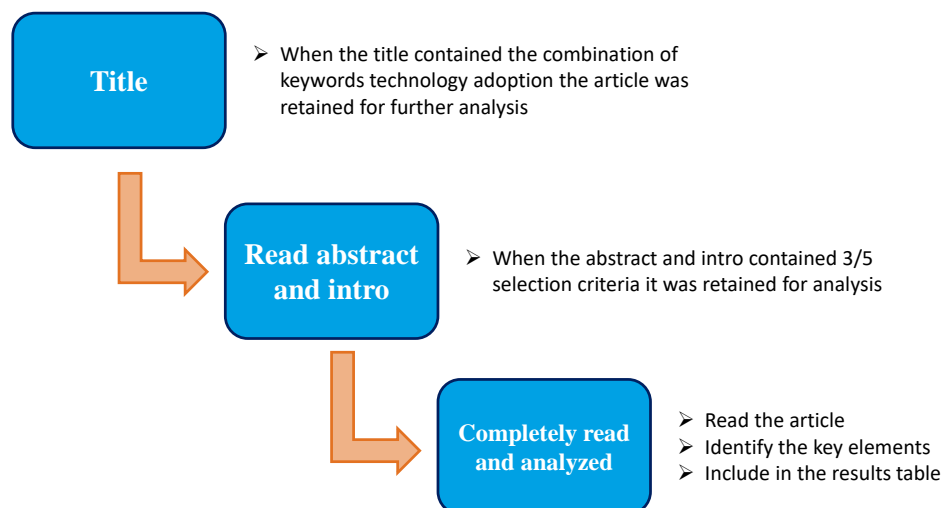 Title
➢ When the title contained the combination of
keywords technology adoption the article was
retained for further analysis
Read abstract
and intro
➢ When the abstract and intro contained 3/5
selection criteria it was retained for analysis
Completely read
and analyzed
➢ Read the article
➢ Identify the key elements
➢ Include in the results table